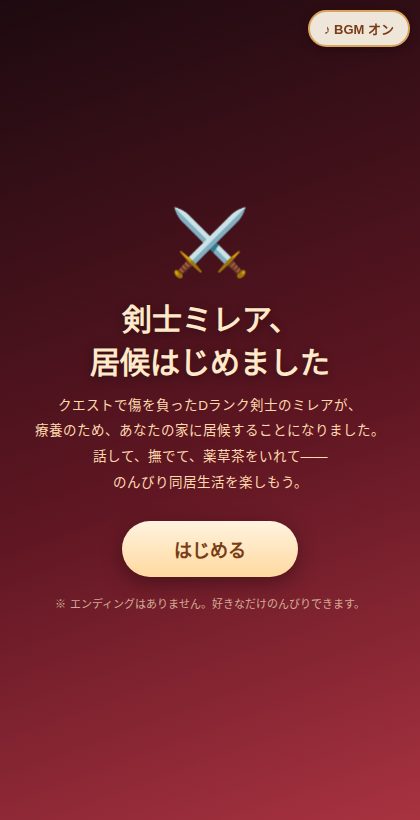 ♪ BGM オン
剣士ミレア、
居候はじめました
クエストで傷を負ったDランク剣士のミレアが、
療養のため、あなたの家に居候することになりました。
話して、撫でて、薬草茶をいれて——
のんびり同居生活を楽しもう。
はじめる
※ エンディングはありません。好きなだけのんびりできます。